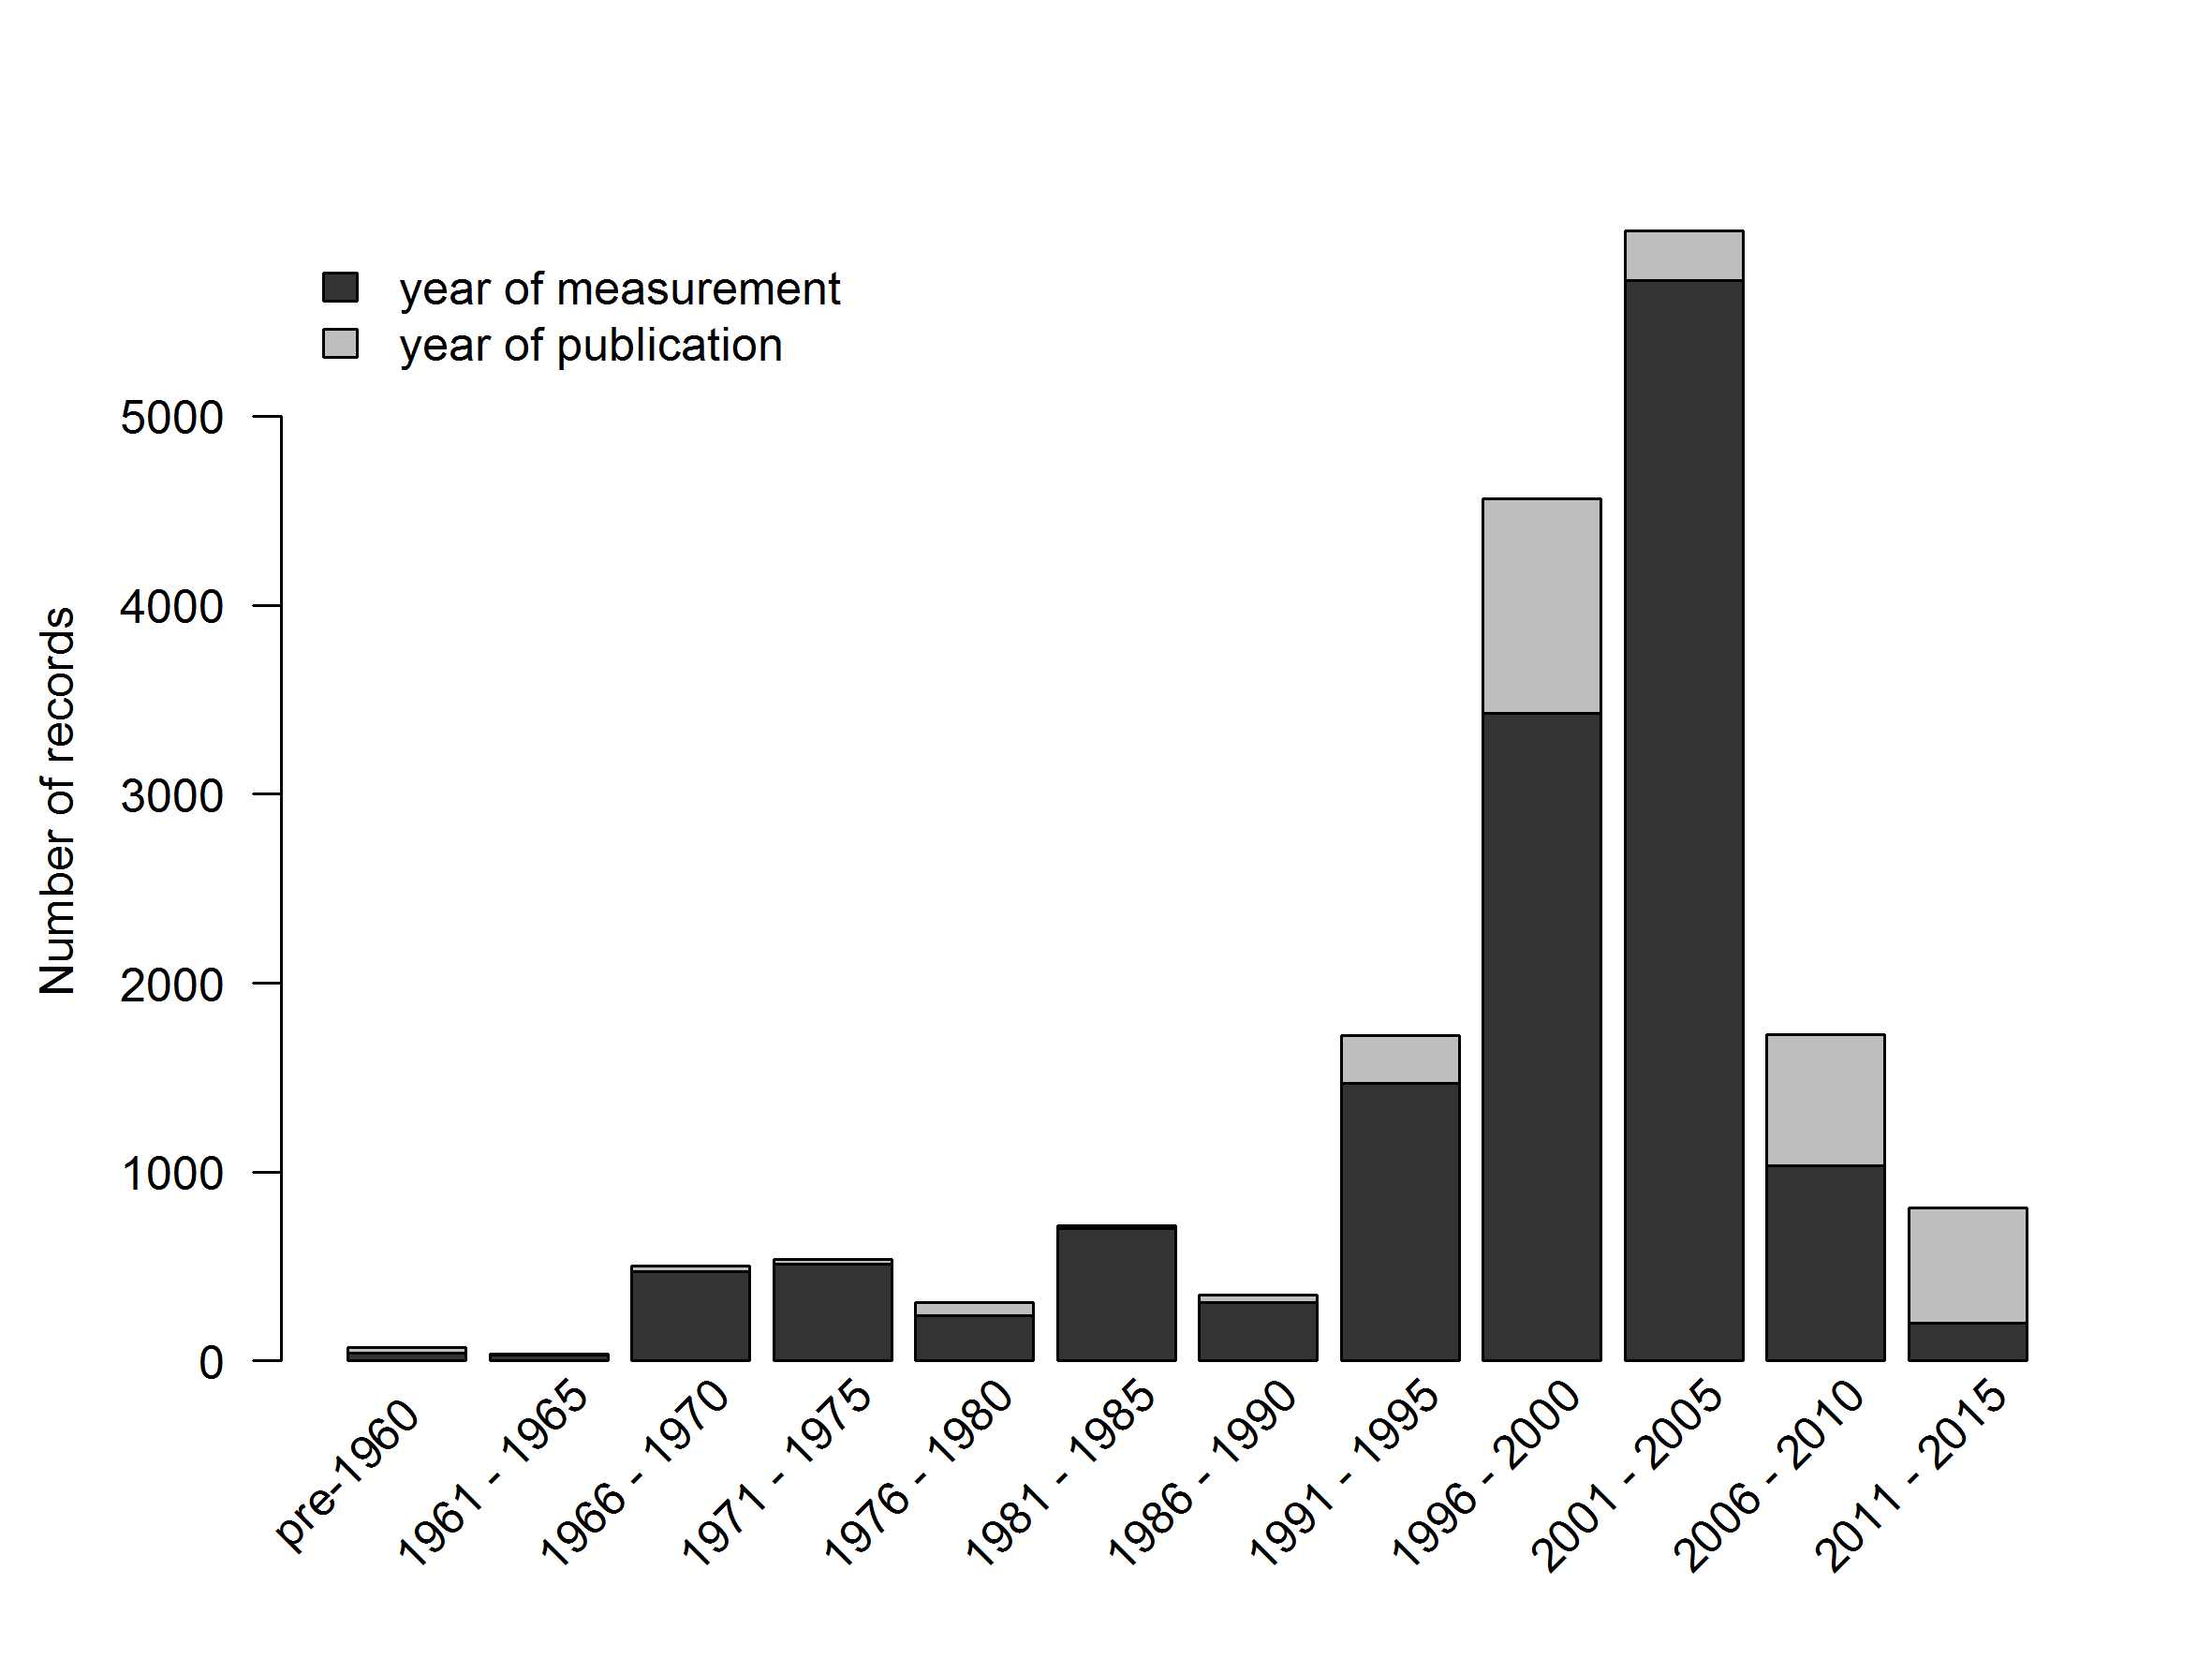 year of measurement
year of publication
5000
4000
3000
2000
1000
0
Number of records
pre-1960
1961 - 1965
1966 - 1970
1971 - 1975
1976 - 1980
1981 - 1985
1986 - 1990
1991 - 1995
1996 - 2000
2001 - 2005
2006 - 2010
2011 - 2015